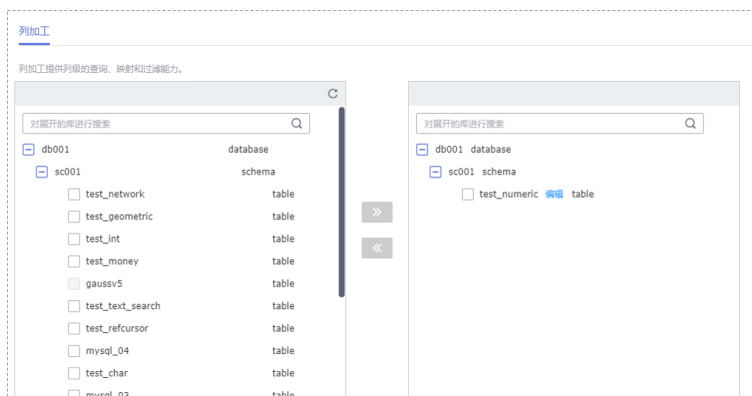 列加工
列加工提供列级的查询、映射和过滤能力。
对展开的库进行搜索
db001 database
sc001 schema
test_network table
test_geometric table
test_int table
test_money table
gaussv5 table
test_text_search table
test_refcursor table
mysql_04 table
test_char table
mysql_03 table
对展开的库进行搜索
db001 database
sc001 schema
test_numeric 编辑 table